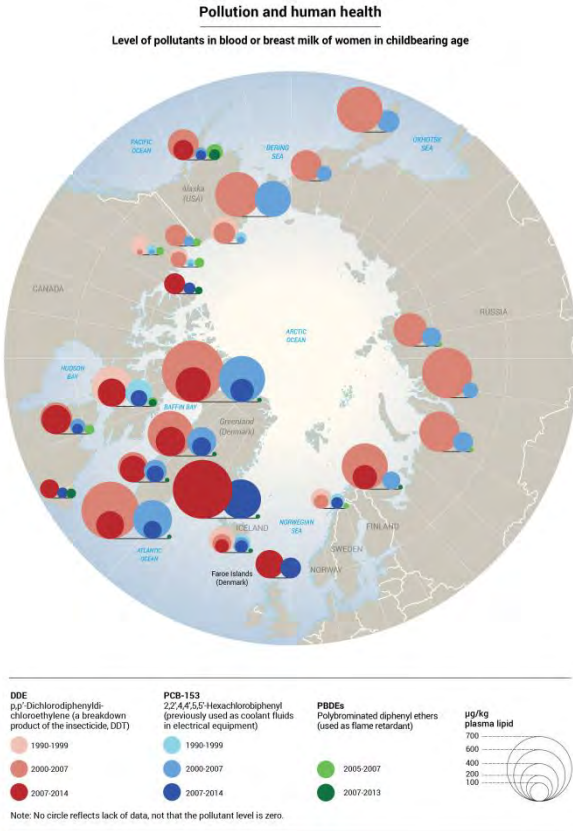 Pollution and human health
Level of pollutants in blood or breast milk of women in childbearing age
PACIFIC
OCEAN
BERING
SEA
OKHOTSK
SEA
Alaska
(USA)
CANADA
RUSSIA
ARCTIC
OCEAN
HUDSON
BAY
BAFFIN BAY
Greenland
(Denmark)
ICELAND
NORWEGIAN
SEA
FINLAND
SWEDEN
NORWAY
ATLANTIC
OCEAN
Faroe Islands
(Denmark)
DDE
p,p'-Dichlorodiphenyldi-
chloroethylene (a breakdown
product of the insecticide, DDT)
1990-1999
2000-2007
2007-2014
PCB-153
2,2',4,4',5,5'-Hexachlorobiphenyl
(previously used as coolant fluids
in electrical equipment)
1990-1999
2000-2007
2007-2014
PBDEs
Polybrominated diphenyl ethers
(used as flame retardant)
2005-2007
2007-2013
µg/kg
plasma lipid
700
600
400
200
100
Note: No circle reflects lack of data, not that the pollutant level is zero.